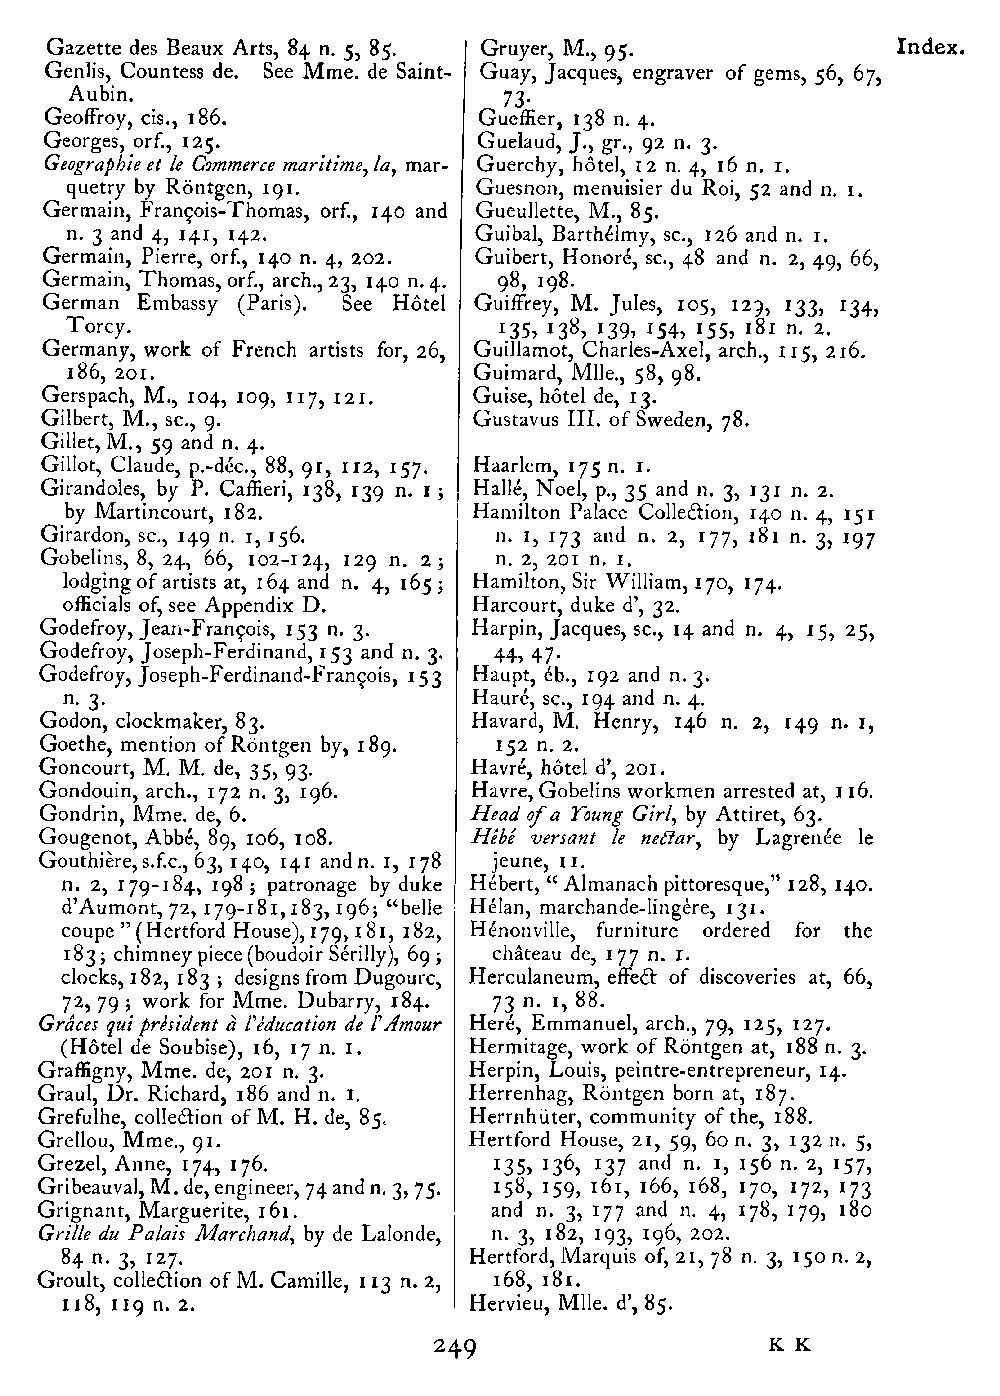 Index.
Gazette des Beaux Arts, 84 n. 5, 85.
Genlis, Countess de. See Mme. de Saint-
Aubin.
Geoffroy, cis., 186.
Georges, orf., 125.
Geographie et le Commerce maritime, la, mar-
quetry by Röntgen, 191.
Germain, François-Thomas, orf., 140 and
n. 3 and 4, 141, 142.
Germain, Pierre, orf., 140 n. 4, 202.
Germain, Thomas, orf., arch., 23, 140 n. 4.
German Embassy (Paris). See Hôtel
Torcy.
Germany, work of French artists for, 26,
186, 201.
Gerspach, M., 104, 109, 117, 121.
Gilbert, M., sc., 9.
Gillet, M., 59 and n. 4.
Gillot, Claude, p.-déc., 88, 91, 112, 157.
Girandoles, by P. Caffieri, 138, 139 n. 1;
by Martincourt, 182.
Girardon, sc., 149 n. 1, 156.
Gobelins, 8, 24, 66, 102-124, 129 n. 2;
lodging of artists at, 164 and n. 4, 165;
officials of, see Appendix D.
Godefroy, Jean-François, 153 n. 3.
Godefroy, Joseph-Ferdinand, 153 and n. 3.
Godefroy, Joseph-Ferdinand-François, 153
n. 3.
Godon, clockmaker, 83.
Goethe, mention of Röntgen by, 189.
Goncourt, M. M. de, 35, 93.
Gondouin, arch., 172 n. 3, 196.
Gondrin, Mme. de, 6.
Gougenot, Abbé, 89, 106, 108.
Gouthière, s.f.c., 63, 140, 141 and n. 1, 178
n. 2, 179-184, 198; patronage by duke
d'Aumont, 72, 179-181, 183, 196; "belle
coupe" (Hertford House), 179, 181, 182,
183; chimney piece (boudoir Sérilly), 69;
clocks, 182, 183; designs from Dugourc,
72, 79; work for Mme. Dubarry, 184.
Grâces qui président à l'éducation de l'Amour
(Hôtel de Soubise), 16, 17 n. 1.
Graffigny, Mme. de, 201 n. 3.
Graul, Dr. Richard, 186 and n. 1.
Grefulhe, collection of M. H. de, 85.
Grellou, Mme., 91.
Grezel, Anne, 174, 176.
Gribeauval, M. de, engineer, 74 and n. 3, 75.
Grignant, Marguerite, 161.
Grille du Palais Marchand, by de Lalonde,
84 n. 3, 127.
Groult, collection of M. Camille, 113 n. 2,
118, 119 n. 2.
Gruyer, M., 95.
Guay, Jacques, engraver of gems, 56, 67,
73.
Gueffier, 138 n. 4.
Guelaud, J., gr., 92 n. 3.
Guerchy, hôtel, 12 n. 4, 16 n. 1.
Guesnon, menuisier du Roi, 52 and n. 1.
Gueullette, M., 85.
Guibal, Barthélmy, sc., 126 and n. 1.
Guibert, Honoré, sc., 48 and n. 2, 49, 66,
98, 198.
Guiffrey, M. Jules, 105, 129, 133, 134,
135, 138, 139, 154, 155, 181 n. 2.
Guillamot, Charles-Axel, arch., 115, 216.
Guimard, Mlle., 58, 98.
Guise, hôtel de, 13.
Gustavus III. of Sweden, 78.
Haarlem, 175 n. 1.
Hallé, Noel, p., 35 and n. 3, 131 n. 2.
Hamilton Palace Collection, 140 n. 4, 151
n. 1, 173 and n. 2, 177, 181 n. 3, 197
n. 2, 201 n. 1.
Hamilton, Sir William, 170, 174.
Harcourt, duke d', 32.
Harpin, Jacques, sc., 14 and n. 4, 15, 25,
44, 47.
Haupt, éb., 192 and n. 3.
Hauré, sc., 194 and n. 4.
Havard, M. Henry, 146 n. 2, 149 n. 1,
152 n. 2.
Havré, hôtel d', 201.
Havre, Gobelins workmen arrested at, 116.
Head of a Young Girl, by Attiret, 63.
Hébé versant le nectar, by Lagrenée le
jeune, 11.
Hébert, "Almanach pittoresque," 128, 140.
Hélan, marchande-lingère, 131.
Hénonville, furniture ordered for the
château de, 177 n. 1.
Herculaneum, effect of discoveries at, 66,
73 n. 1, 88.
Heré, Emmanuel, arch., 79, 125, 127.
Hermitage, work of Röntgen at, 188 n. 3.
Herpin, Louis, peintre-entrepreneur, 14.
Herrenhag, Röntgen born at, 187.
Herrnhüter, community of the, 188.
Hertford House, 21, 59, 60 n. 3, 132 n. 5,
135, 136, 137 and n. 1, 156 n. 2, 157,
158, 159, 161, 166, 168, 170, 172, 173
and n. 3, 177 and n. 4, 178, 179, 180
n. 3, 182, 193, 196, 202.
Hertford, Marquis of, 21, 78 n. 3, 150 n. 2,
168, 181.
Hervieu, Mlle. d', 85.
249
K K